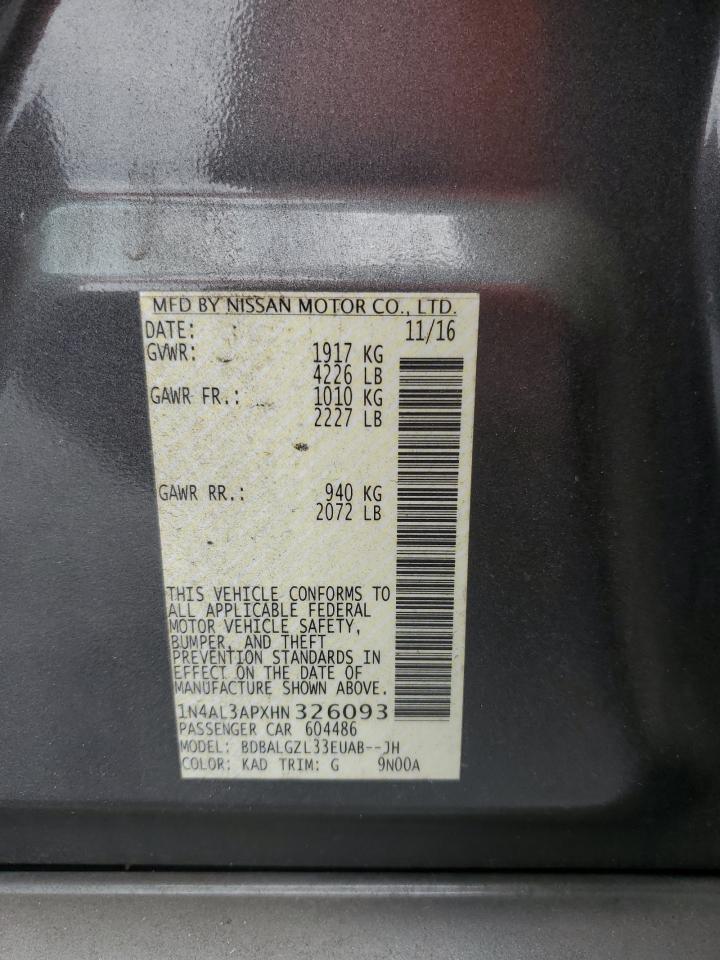 MFD BY NISSAN MOTOR CO., LTD.
DATE: 11/16
GVWR: 1917 KG
4226 LB
GAWR FR.: 1010 KG
2227 LB
GAWR RR.: 940 KG
2072 LB
THIS VEHICLE CONFORMS TO
ALL APPLICABLE FEDERAL
MOTOR VEHICLE SAFETY,
BUMPER, AND THEFT
PREVENTION STANDARDS IN
EFFECT ON THE DATE OF
MANUFACTURE SHOWN ABOVE.
1N4AL3APXHN 326093
PASSENGER CAR 604486
MODEL: BDBALGZL33EUAB--JH
COLOR: KAD TRIM: G 9N00A